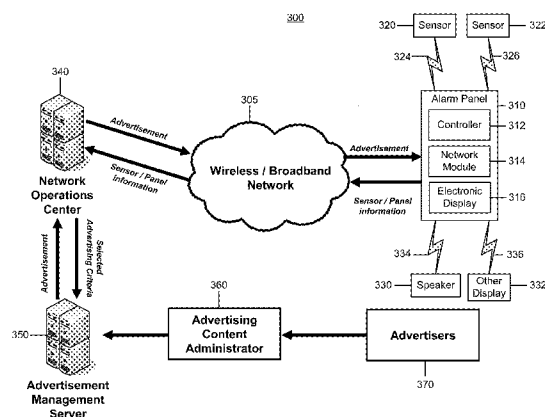 300
320
Sensor
Sensor
322
324
326
340
305
Alarm Panel
310
Controller
312
Network
Module
314
Electronic
Display
316
Advertisement
Sensor / Panel
Information
Wireless / Broadband
Network
Advertisement
Sensor / Panel
information
Network
Operations
Center
Advertisement
Selected
Advertising Criteria
334
336
330
Speaker
Other
Display
332
350
360
Advertising
Content
Administrator
Advertisers
370
Advertisement
Management
Server